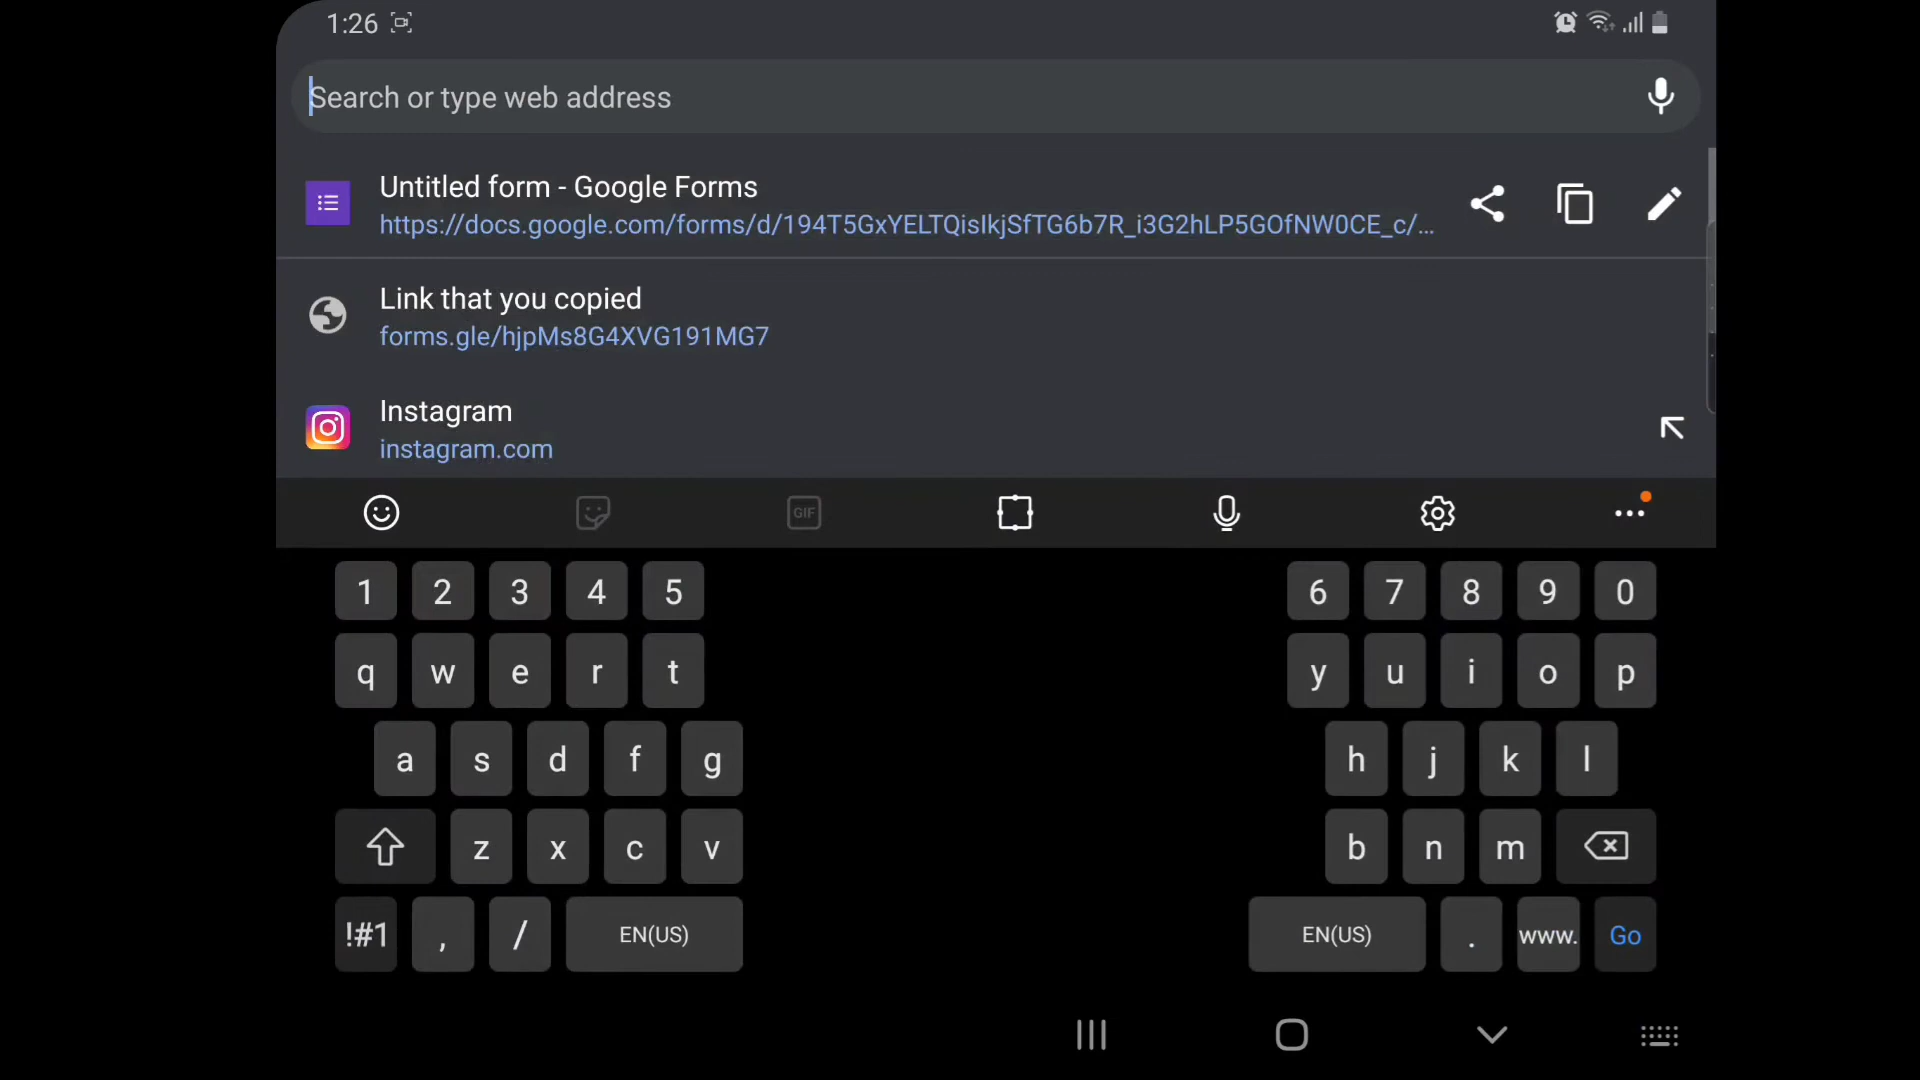 1:26
Search or type web address
Untitled form - Google Forms
https://docs.google.com/forms/d/194T5GxYELTQisIkjSfTG6b7R_i3G2hLP5GOfNW0CE_c/...
Link that you copied
forms.gle/hjpMs8G4XVG191MG7
Instagram
instagram.com
GIF
1 2 3 4 5 6 7 8 9 0
q w e r t y u i o p
a s d f g h j k l
z x c v b n m
!#1 , / EN(US) EN(US) . www. Go